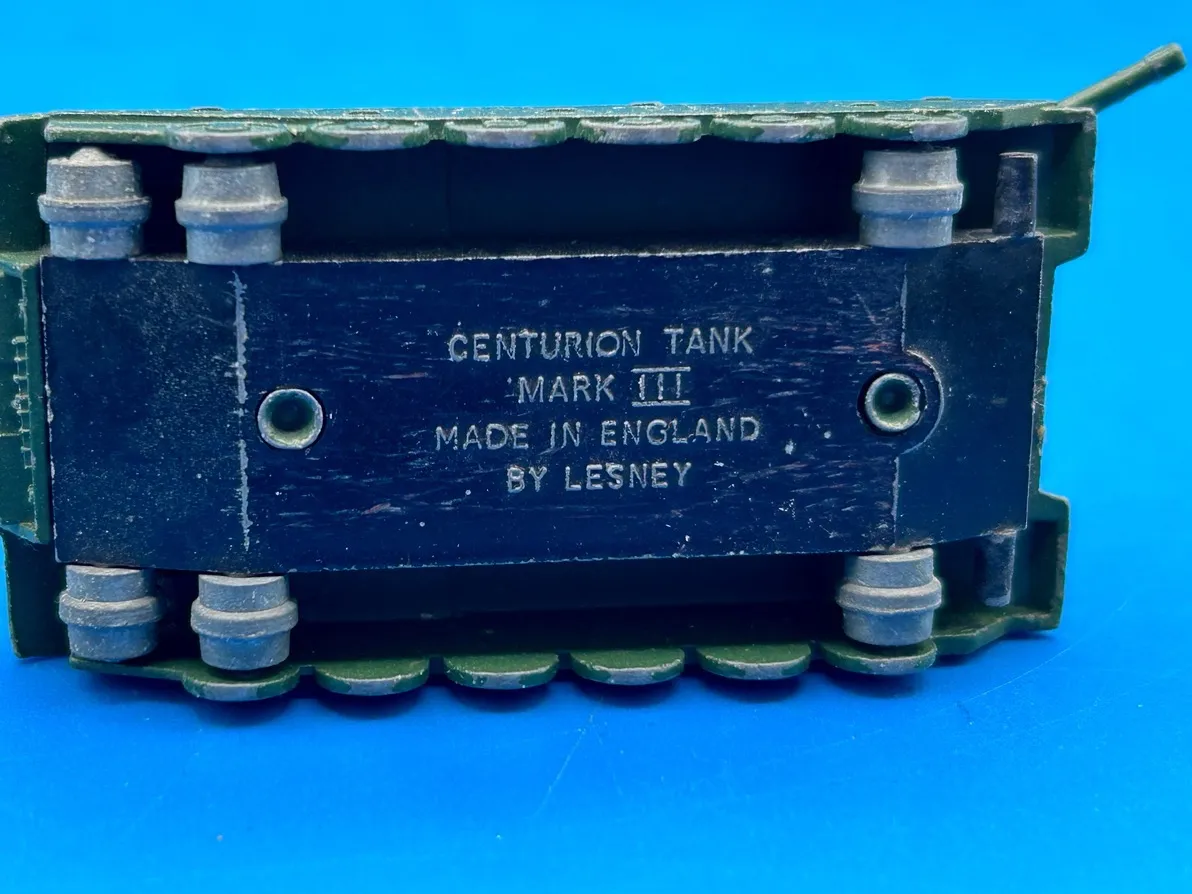 CENTURION TANK
MARK III
MADE IN ENGLAND
BY LESNEY